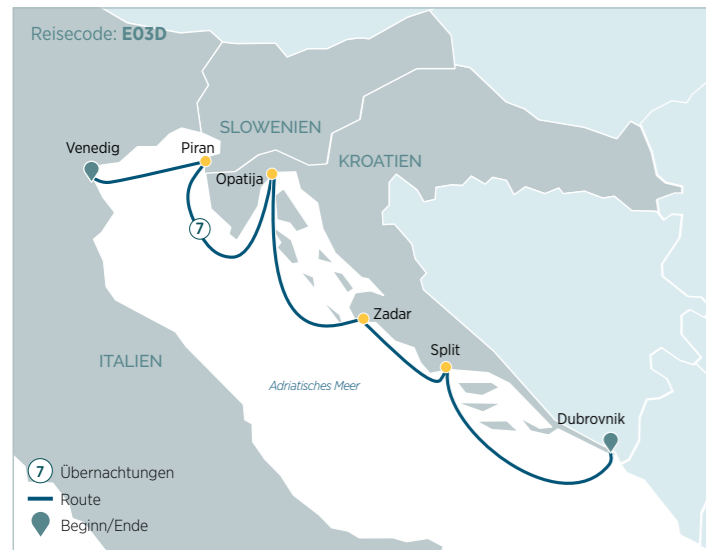 Reisecode: E03D
SLOWENIEN
Venedig
Piran
KROATIEN
Opatija
7
Zadar
Split
ITALIEN
Adriatisches Meer
Dubrovnik
7 Übernachtungen
Route
Beginn/Ende